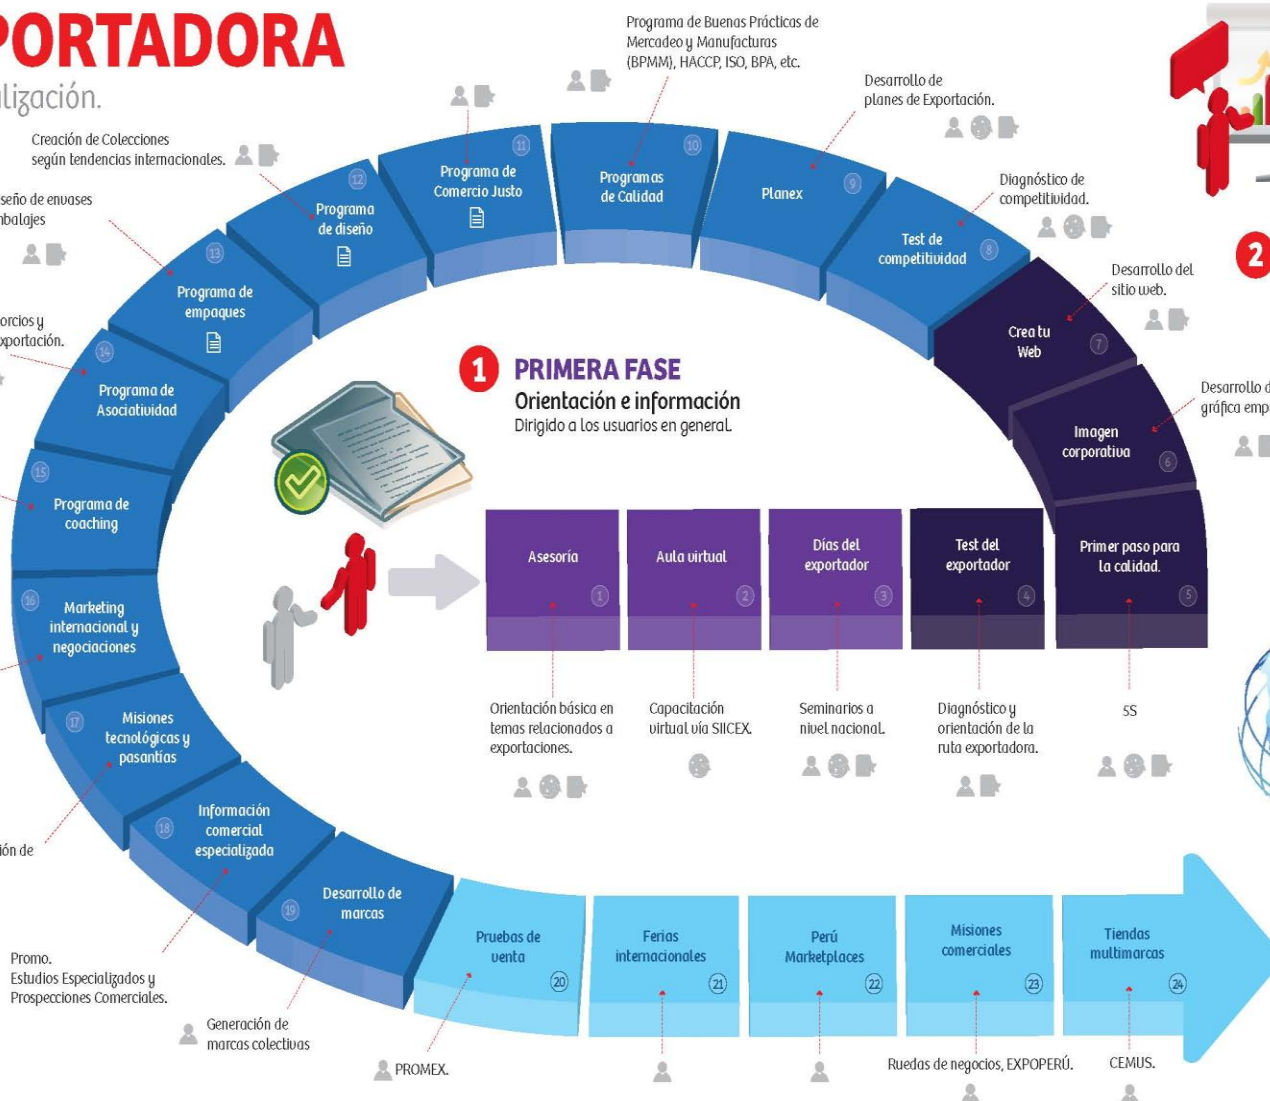 PORTADORA
alización.
Programa de Buenas Prácticas de
Mercadeo y Manufacturas
(BPMM), HACCP, ISO, BPA, etc.
Desarrollo de
planes de Exportación.
Creación de Colecciones
según tendencias internacionales.
Diagnóstico de
competitividad.
seño de envases
mbalajes
Desarrollo del
sitio web.
orcios y
xportación.
Desarrollo d
gráfica emp
2
1
PRIMERA FASE
Orientación e información
Dirigido a los usuarios en general.
Asesoría
1
Aula virtual
2
Días del
exportador
3
Test del
exportador
4
Primer paso para
la calidad.
5
Imagen
corporativa
6
Crea tu
Web
7
Test de
competitividad
8
Planex
9
Programas
de Calidad
10
Programa de
Comercio Justo
11
Programa
de diseño
12
Programa de
empaques
13
Programa de
Asociatividad
14
Programa de
coaching
15
Marketing
internacional y
negociaciones
16
Misiones
tecnológicas y
pasantías
17
Información
comercial
especializada
18
Desarrollo de
marcas
19
Pruebas de
venta
20
Ferias
internacionales
21
Perú
Marketplaces
22
Misiones
comerciales
23
Tiendas
multimarcas
24
Orientación básica en
temas relacionados a
exportaciones.
Capacitación
virtual vía SIICEX.
Seminarios a
nivel nacional.
Diagnóstico y
orientación de la
ruta exportadora.
5S
ión de
Promo.
Estudios Especializados y
Prospecciones Comerciales.
Generación de
marcas colectivas
PROMEX.
Ruedas de negocios, EXPOPERÚ.
CEMUS.